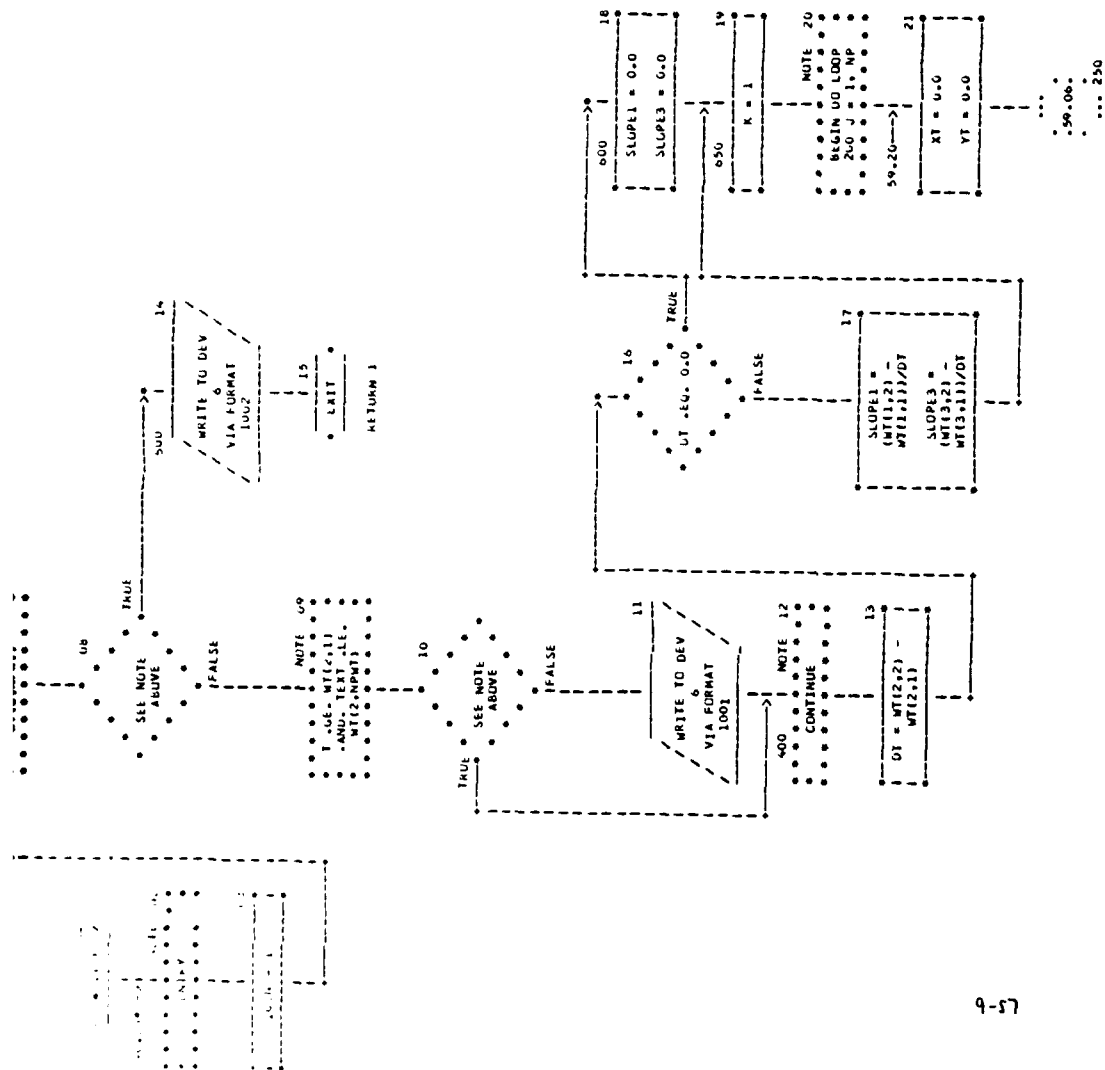 08
SEE NOTE
ABOVE
TRUE
FALSE
NOTE 09
T .GE. WT(2,1)
.AND. TEXT .LE.
WT(2,NPWT)
10
SEE NOTE
ABOVE
TRUE
FALSE
11
WRITE TO DEV
6
VIA FORMAT
1001
400 NOTE 12
CONTINUE
13
DT = WT(2,2) -
WT(2,1)
500 14
WRITE TO DEV
6
VIA FORMAT
1002
15
EXIT
RETURN 1
16
DT .EQ. 0.0
TRUE
FALSE
17
SLOPE1 =
(WT(1,2) -
WT(1,1))/DT
SLOPE3 =
(WT(3,2) -
WT(3,1))/DT
600 18
SLOPE1 = 0.0
SLOPE3 = 0.0
650 19
K = 1
NOTE 20
BEGIN DO LOOP
200 J = 1, NP
59.20-->
21
XT = 0.0
YT = 0.0
.59.06.
250
9-57